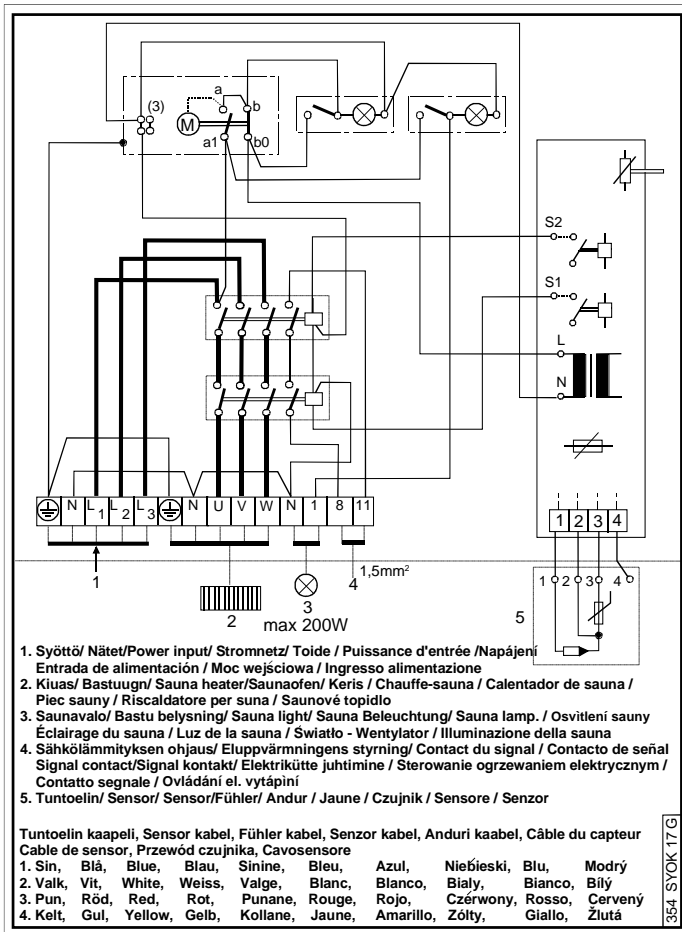 a
b
(3)
M
a1
b0
S2
S1
L
N
N L1 L2 L3 N U V W N 1 8 11
1 2 3 4
1
2
3
4
1,5mm²
max 200W
1 2 3 4
5
1. Syöttö/ Nätet/Power input/ Stromnetz/ Toide / Puissance d'entrée /Napájení
Entrada de alimentación / Moc wejściowa / Ingresso alimentazione
2. Kiuas/ Bastuugn/ Sauna heater/Saunaofen/ Keris / Chauffe-sauna / Calentador de sauna /
Piec sauny / Riscaldatore per suna / Saunové topidlo
3. Saunavalo/ Bastu belysning/ Sauna light/ Sauna Beleuchtung/ Sauna lamp. / Osvìtlení sauny
Éclairage du sauna / Luz de la sauna / Światło - Wentylator / Illuminazione della sauna
4. Sähkölämmityksen ohjaus/ Eluppvärmningens styrning/ Contact du signal / Contacto de señal
Signal contact/Signal kontakt/ Elektrikütte juhtimine / Sterowanie ogrzewaniem elektrycznym /
Contatto segnale / Ovládání el. vytápìní
5. Tuntoelin/ Sensor/ Sensor/Fühler/ Andur / Jaune / Czujnik / Sensore / Senzor
Tuntoelin kaapeli, Sensor kabel, Fühler kabel, Senzor kabel, Anduri kaabel, Câble du capteur
Cable de sensor, Przewód czujnika, Cavosensore
1. Sin, Blå, Blue, Blau, Sinine, Bleu, Azul, Niebieski, Blu, Modrý
2. Valk, Vit, White, Weiss, Valge, Blanc, Blanco, Bialy, Bianco, Bílý
3. Pun, Röd, Red, Rot, Punane, Rouge, Rojo, Czérwony, Rosso, Červený
4. Kelt, Gul, Yellow, Gelb, Kollane, Jaune, Amarillo, Zólty, Giallo, Žlutá
354 SYOK 17 G